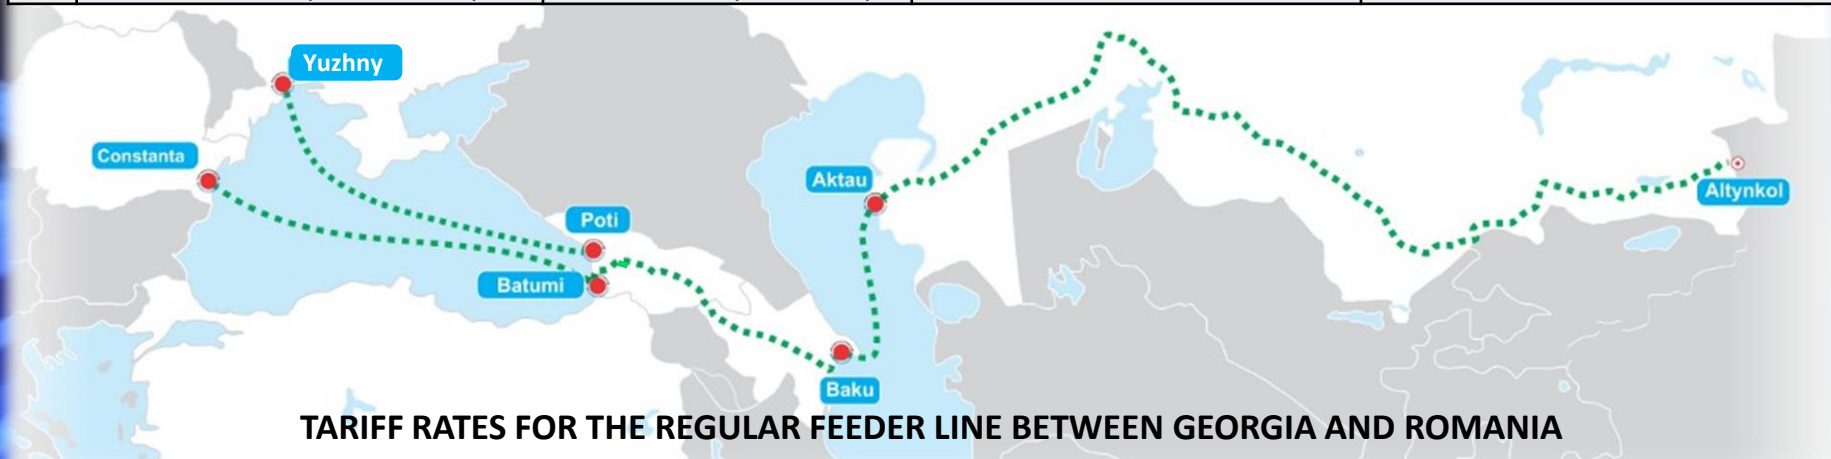 Yuzhny
Constanta
Aktau
Altynkol
Poti
Batumi
Baku
TARIFF RATES FOR THE REGULAR FEEDER LINE BETWEEN GEORGIA AND ROMANIA